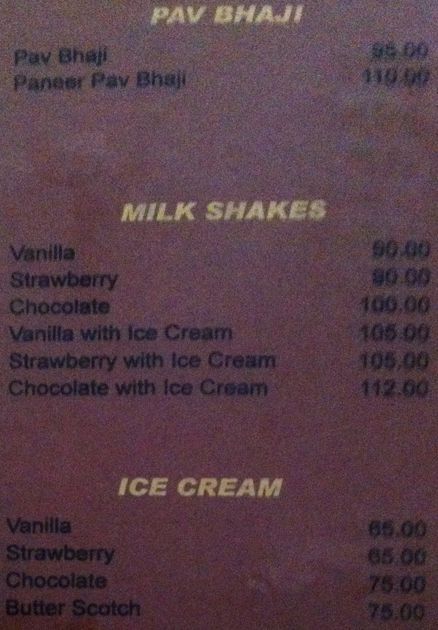 PAV BHAJI
Pav Bhaji 95.00
Paneer Pav Bhaji 110.00
MILK SHAKES
Vanilla 90.00
Strawberry 90.00
Chocolate 100.00
Vanilla with Ice Cream 105.00
Strawberry with Ice Cream 105.00
Chocolate with Ice Cream 112.00
ICE CREAM
Vanilla 65.00
Strawberry 65.00
Chocolate 75.00
Butter Scotch 75.00